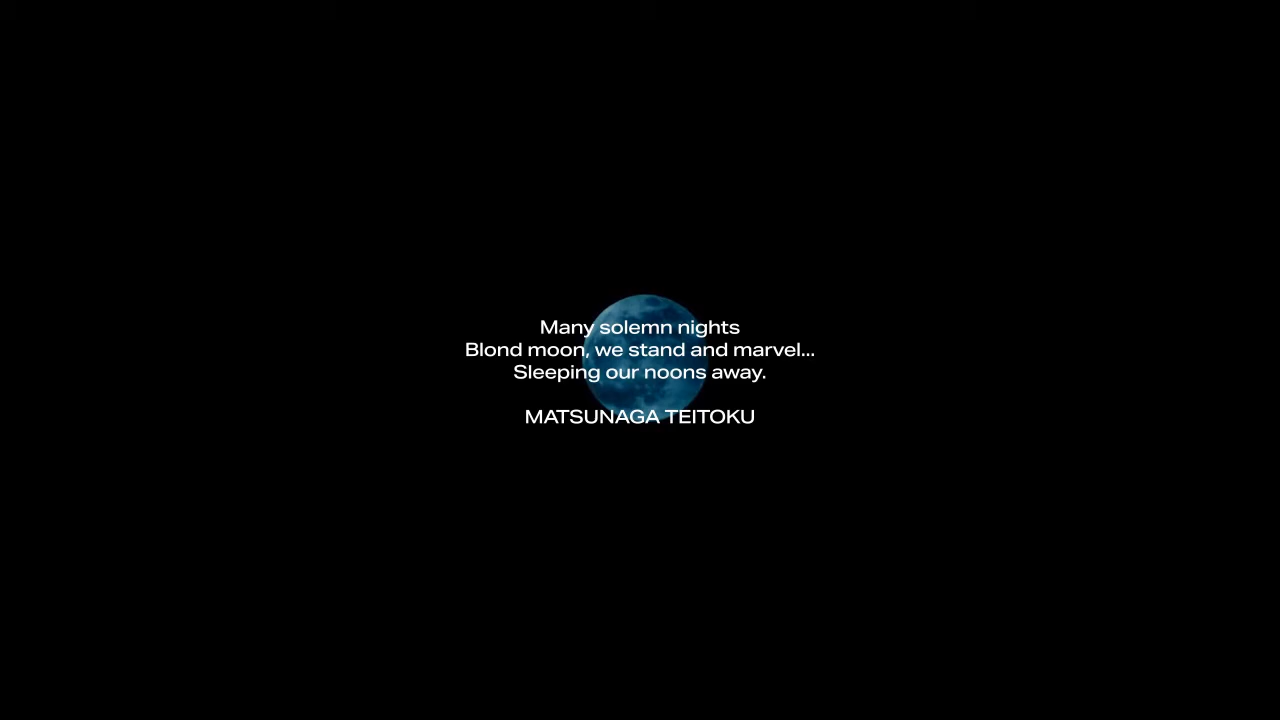 Many solemn nights
Blond moon, we stand and marvel...
Sleeping our noons away.
MATSUNAGA TEITOKU